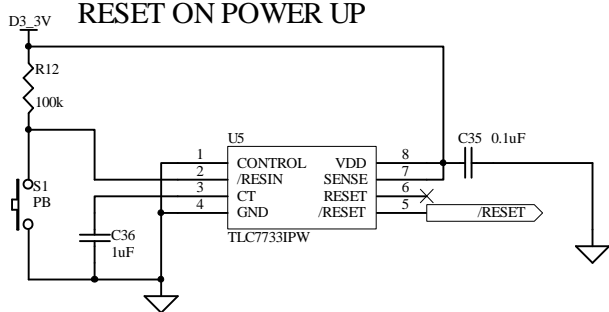 RESET ON POWER UP
D3_3V
R12
100k
U5
C35 0.1uF
1 CONTROL VDD 8
2 /RESIN SENSE 7
3 CT RESET 6
4 GND /RESET 5 /RESET
S1
PB
C36
1uF
TLC7733IPW